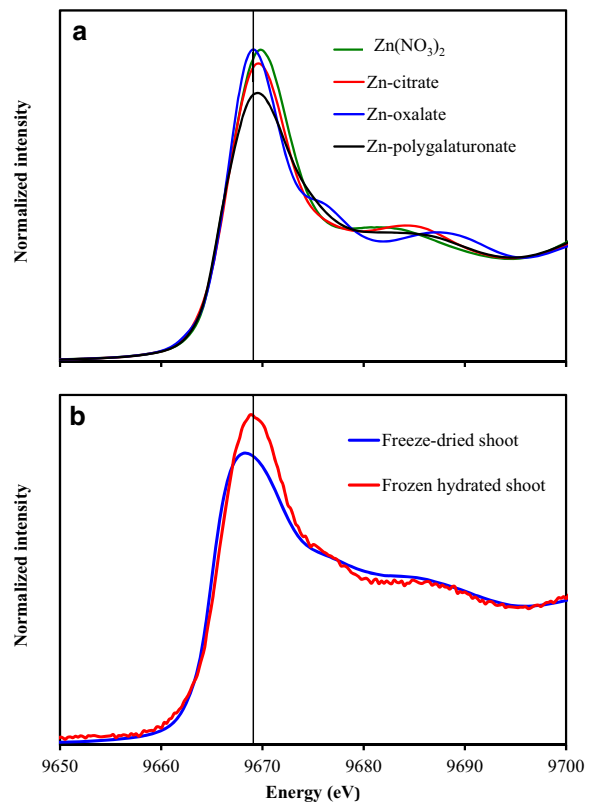 a
Normalized intensity
Zn(NO₃)₂
Zn-citrate
Zn-oxalate
Zn-polygalaturonate
b
Normalized intensity
Freeze-dried shoot
Frozen hydrated shoot
9650 9660 9670 9680 9690 9700
Energy (eV)